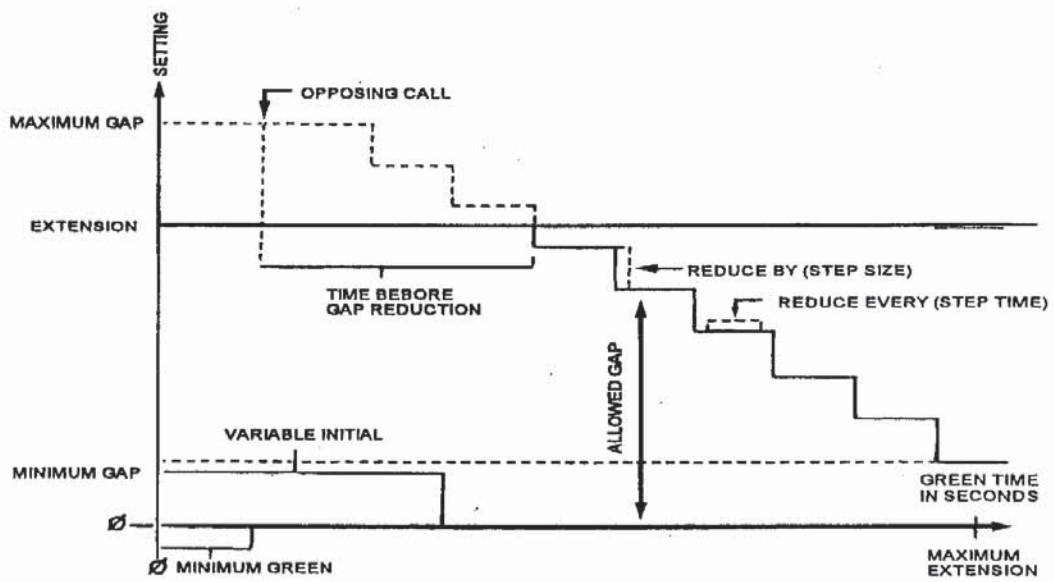 SETTING
OPPOSING CALL
MAXIMUM GAP
EXTENSION
REDUCE BY (STEP SIZE)
TIME BEBORE
GAP REDUCTION
REDUCE EVERY (STEP TIME)
ALLOWED GAP
VARIABLE INITIAL
MINIMUM GAP
GREEN TIME
IN SECONDS
Ø
Ø MINIMUM GREEN
MAXIMUM
EXTENSION